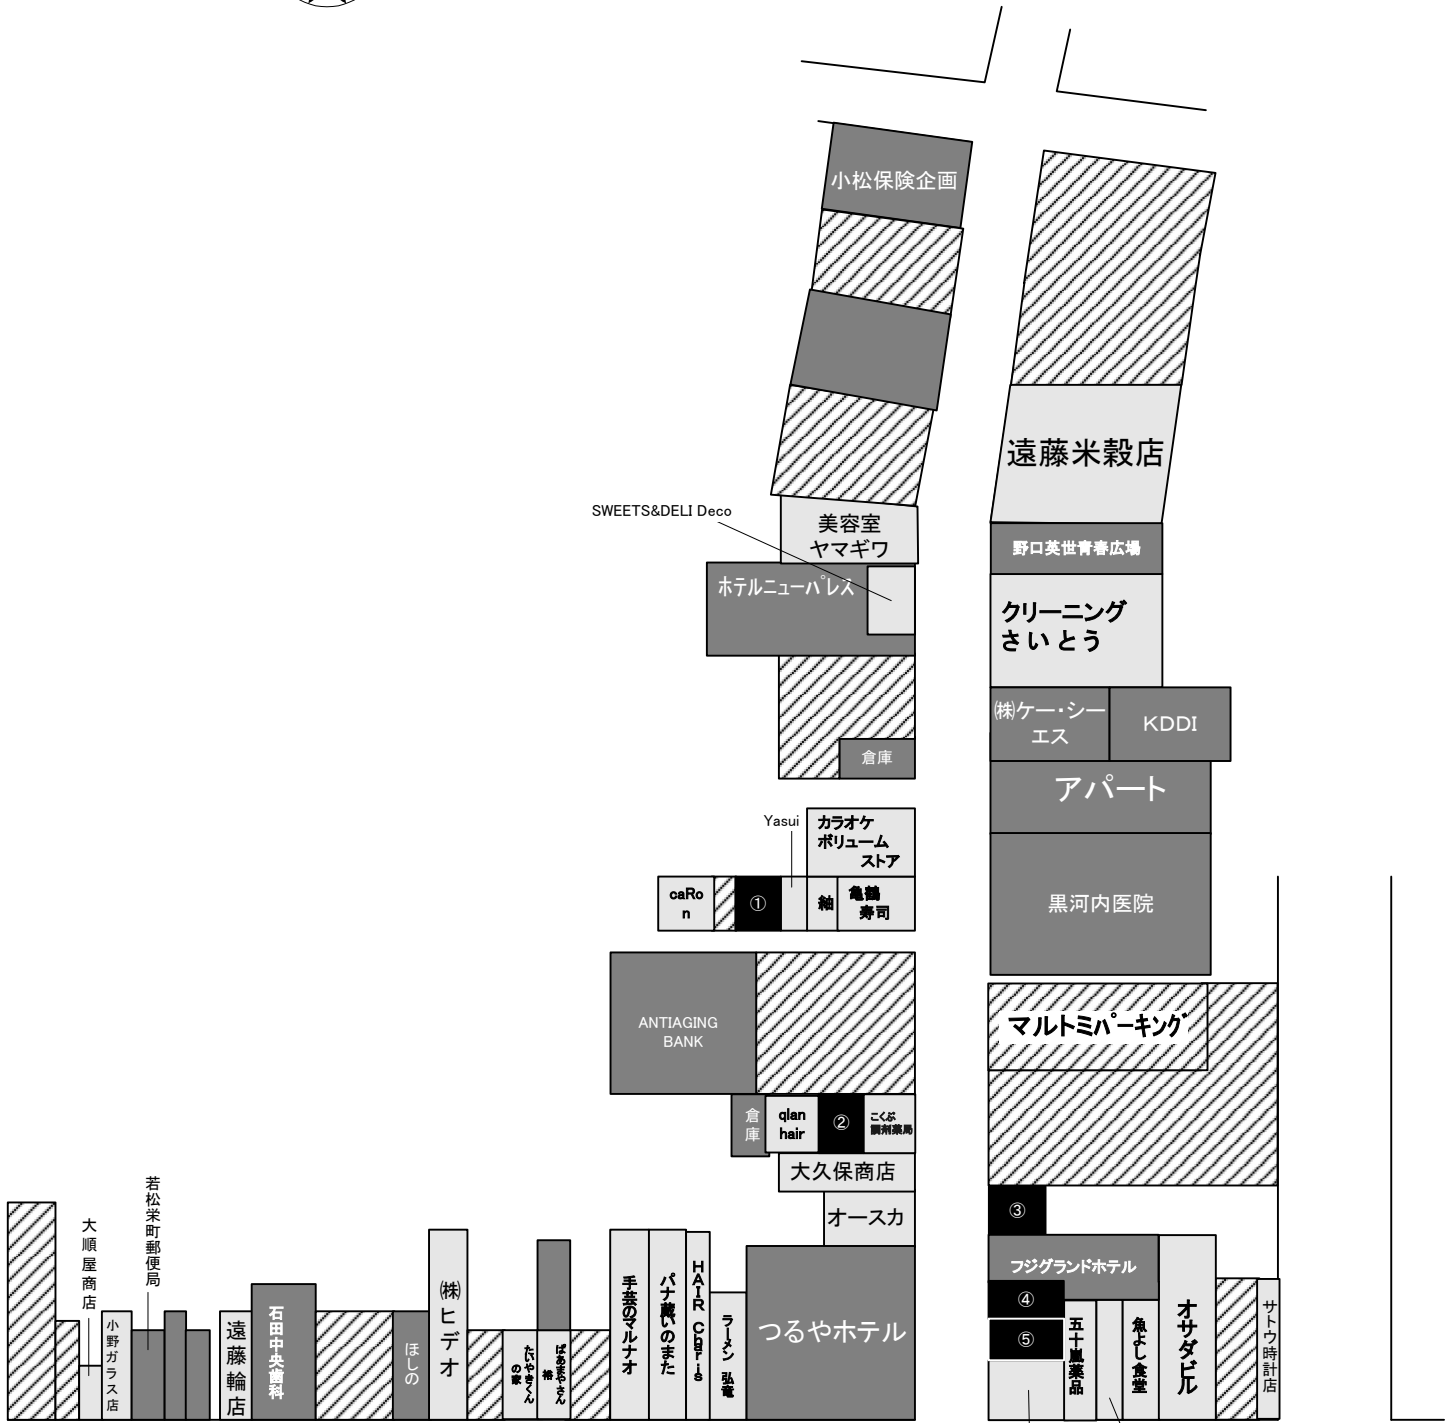 小松保険企画
遠藤米穀店
SWEETS&DELI Deco
美容室
ヤマギワ
野口英世青春広場
ホテルニューパレス
クリーニング
さいとう
㈱ケー・シー
エス
KDDI
倉庫
アパート
Yasui
カラオケ
ボリューム
ストア
caRo
n
①
紬
亀鶴
寿司
黒河内医院
ANTIAGING
BANK
マルトミパーキング
倉
庫
qlan
hair
②
こくぶ
調剤薬局
大久保商店
オースカ
③
フジグランドホテル
④
⑤
若松栄町郵便局
大順屋商店
小野ガラス店
遠藤輪店
石田中央歯科
ほしの
㈱ヒデオ
たいやきくん
の家
ばあまやさん
裕
手芸のマルナオ
パナ蔵いのまた
HAIR Charis
ラーメン 弘竜
つるやホテル
五十嵐薬品
魚よし食堂
オサダビル
サトウ時計店